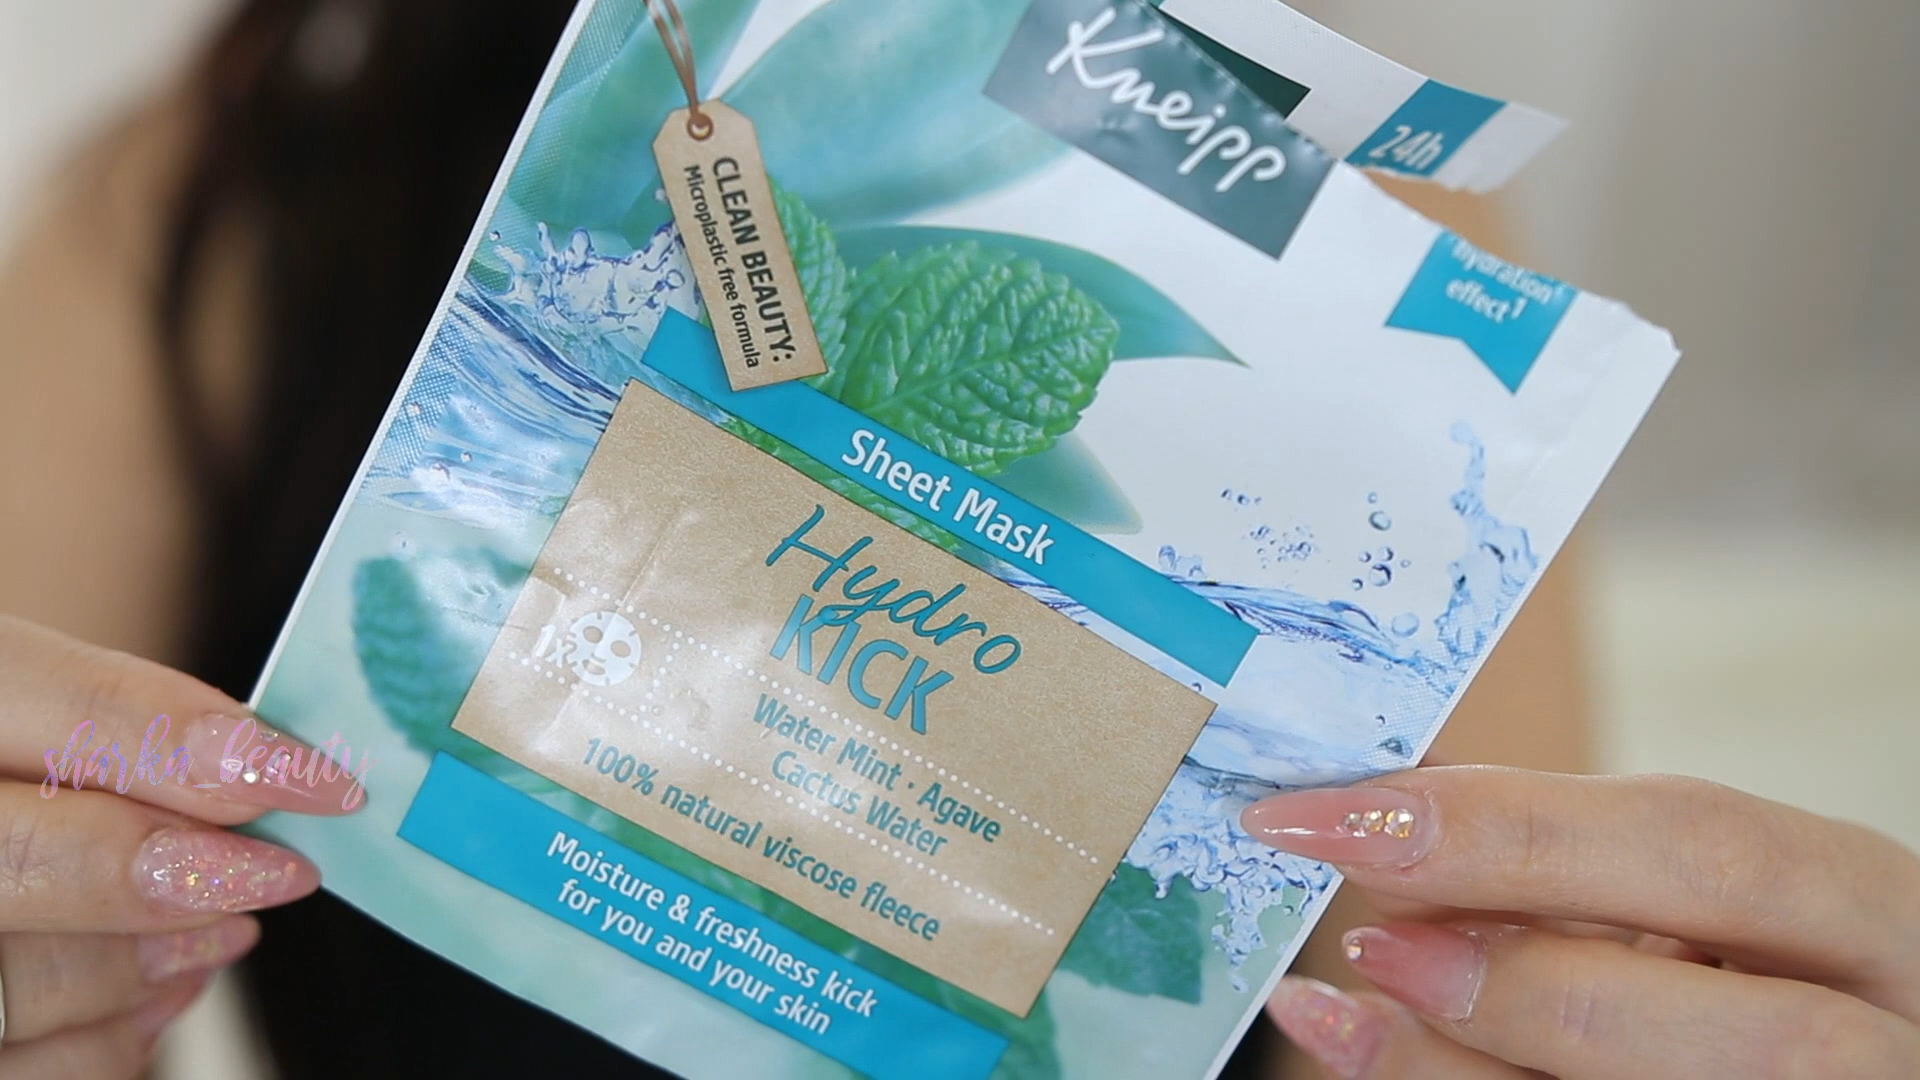 Kneipp
24h
hydration
effect¹
CLEAN BEAUTY:
Microplastic free formula
Sheet Mask
Hydro
KICK
1x
Water Mint · Agave
Cactus Water
100% natural viscose fleece
Moisture & freshness kick
for you and your skin
sharka_beauty